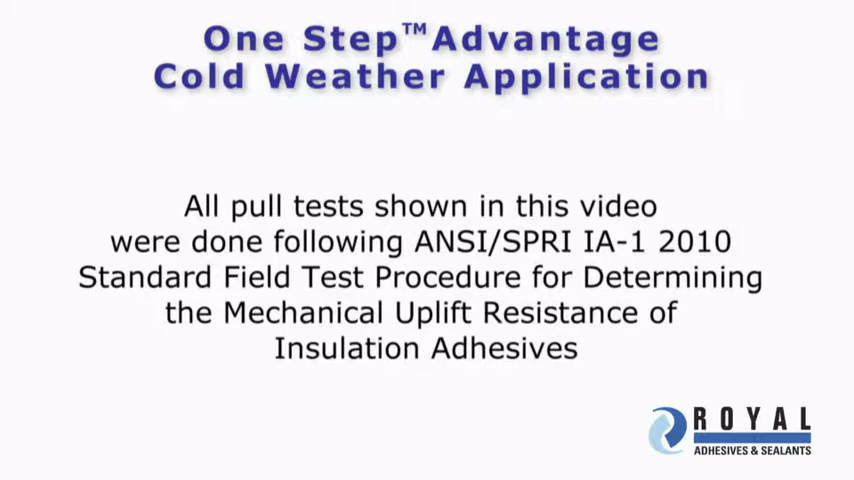 One Step™Advantage
Cold Weather Application
All pull tests shown in this video
were done following ANSI/SPRI IA-1 2010
Standard Field Test Procedure for Determining
the Mechanical Uplift Resistance of
Insulation Adhesives
ROYAL
ADHESIVES & SEALANTS